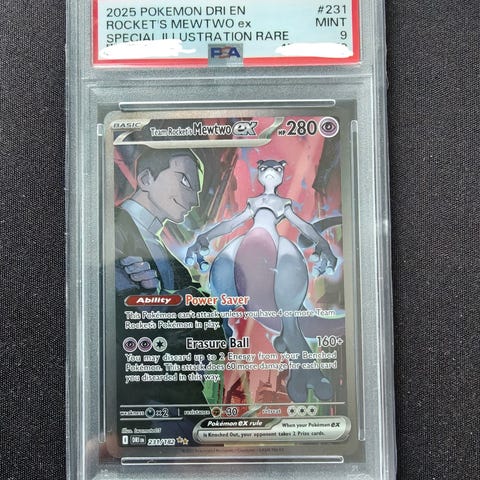 2025 POKEMON DRI EN #231
ROCKET'S MEWTWO ex MINT
SPECIAL ILLUSTRATION RARE 9
PSA
BASIC
Team Rocket's Mewtwo ex HP 280
Ability Power Saver
This Pokémon can't attack unless you have 4 or more Team
Rocket's Pokémon in play.
Erasure Ball 160+
You may discard up to 2 Energy from your Benched
Pokémon. This attack does 60 more damage for each card
you discarded in this way.
weakness ×2 resistance -30 retreat
Pokémon ex rule When your Pokémon ex
is Knocked Out, your opponent takes 2 Prize cards.
DRI EN 231/182